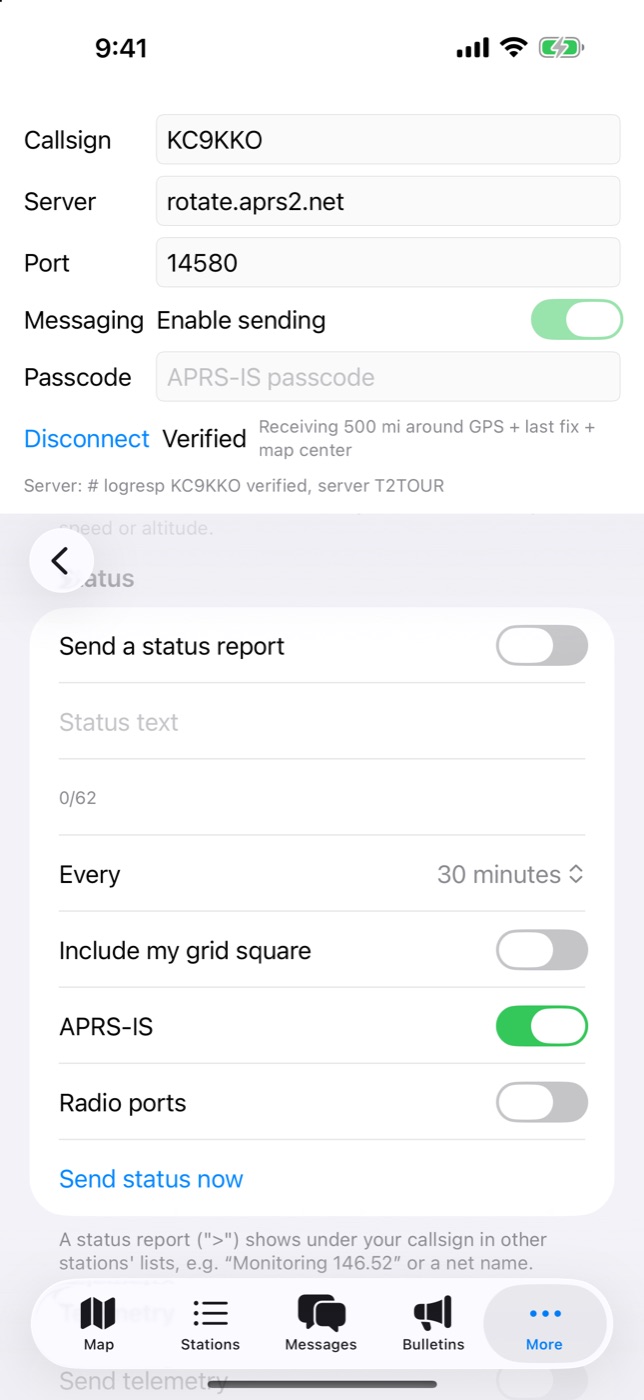 9:41
Callsign KC9KKO
Server rotate.aprs2.net
Port 14580
Messaging Enable sending
Passcode APRS-IS passcode
Disconnect Verified Receiving 500 mi around GPS + last fix +
map center
Server: # logresp KC9KKO verified, server T2TOUR
speed or altitude.
Status
Send a status report
Status text
0/62
Every 30 minutes
Include my grid square
APRS-IS
Radio ports
Send status now
A status report (">") shows under your callsign in other
stations' lists, e.g. “Monitoring 146.52” or a net name.
Telemetry
Map Stations Messages Bulletins More
Send telemetry